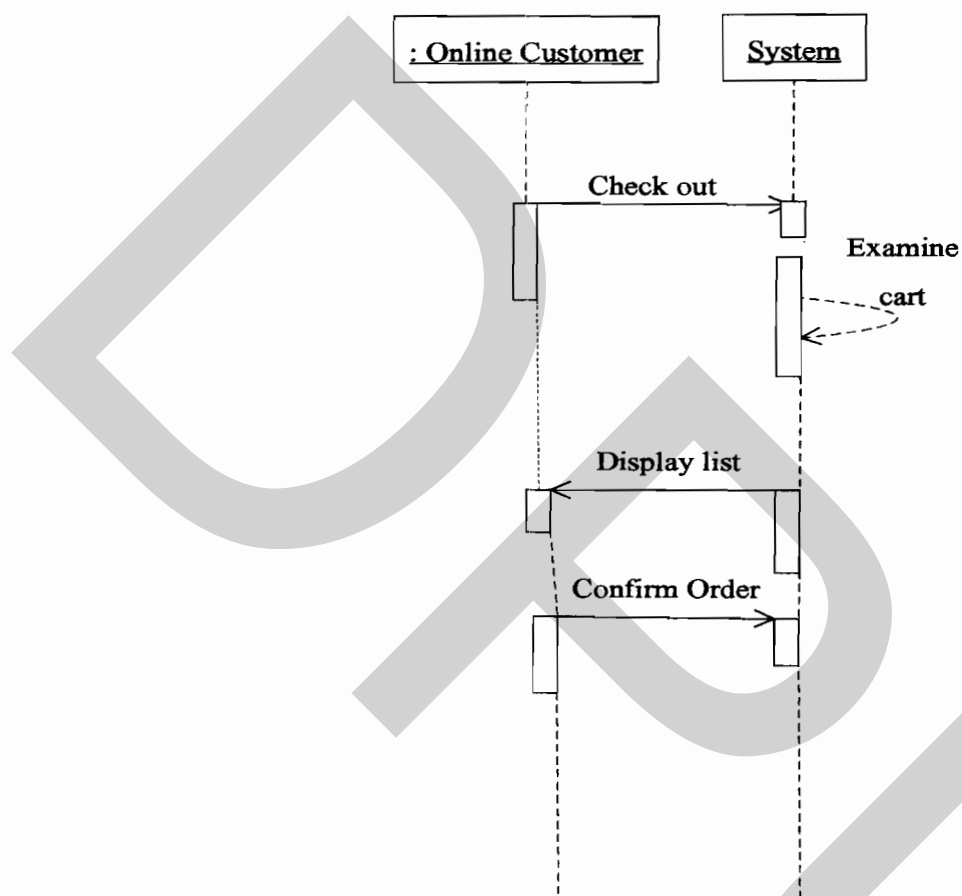 : Online Customer
System
Check out
Examine
cart
Display list
Confirm Order